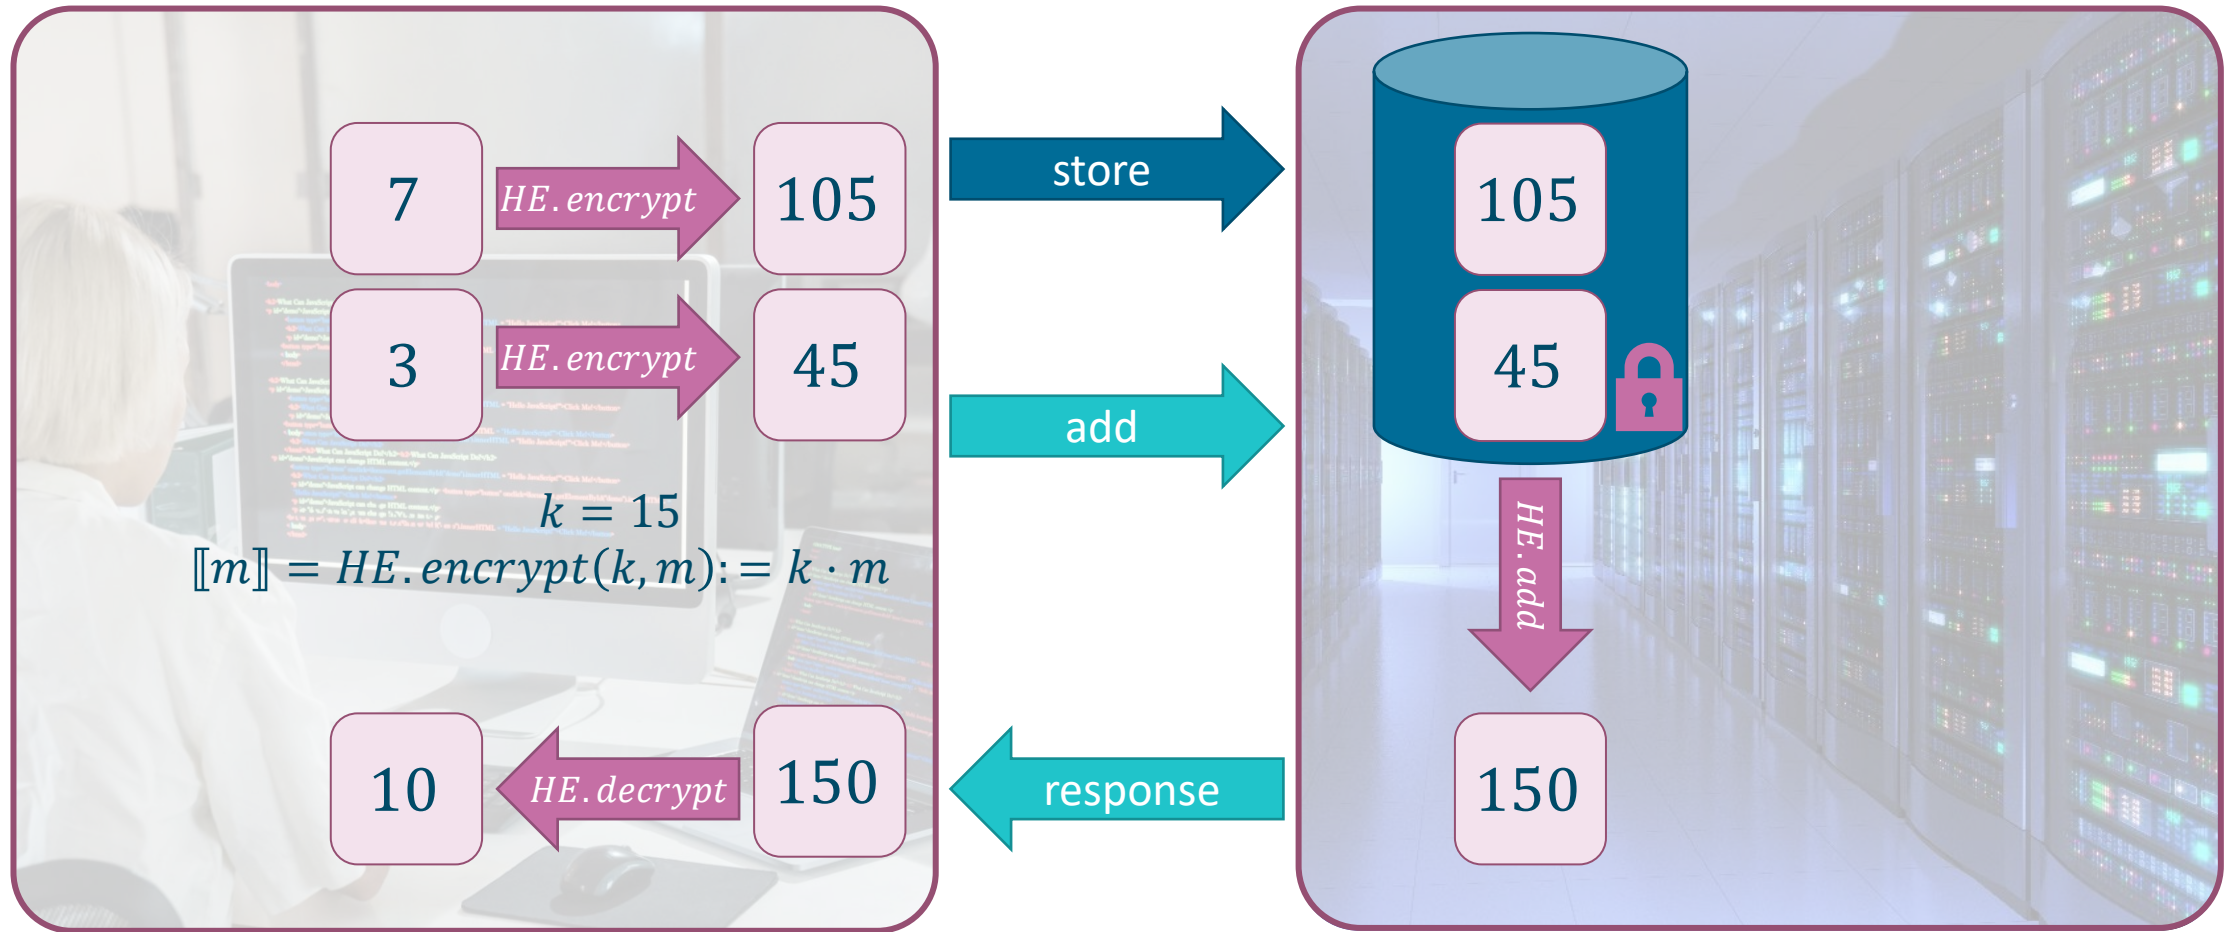 7
HE.encrypt
105
store
105
3
HE.encrypt
45
add
45
HE.add
k = 15
⟦m⟧ = HE.encrypt(k, m): = k · m
10
HE.decrypt
150
response
150